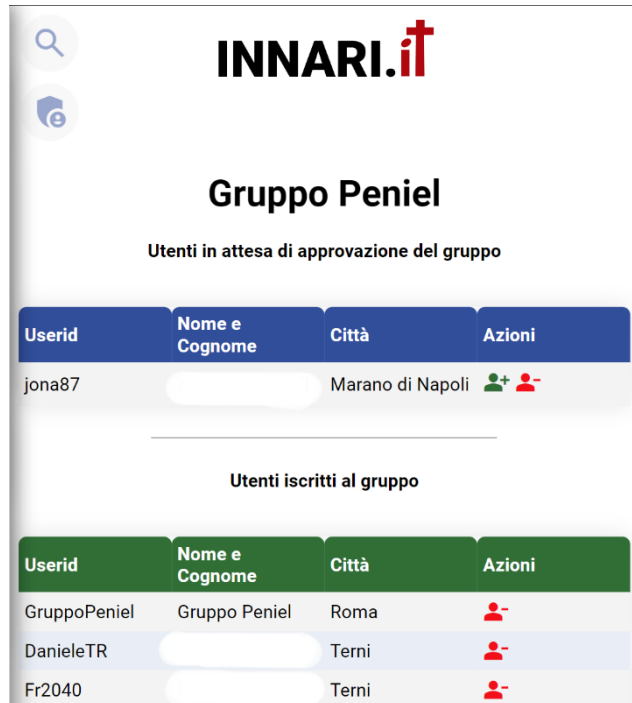 INNARI.it
Gruppo Peniel
Utenti in attesa di approvazione del gruppo
Userid Nome e Cognome Città Azioni
jona87 Marano di Napoli
Utenti iscritti al gruppo
Userid Nome e Cognome Città Azioni
GruppoPeniel Gruppo Peniel Roma
DanieleTR Terni
Fr2040 Terni